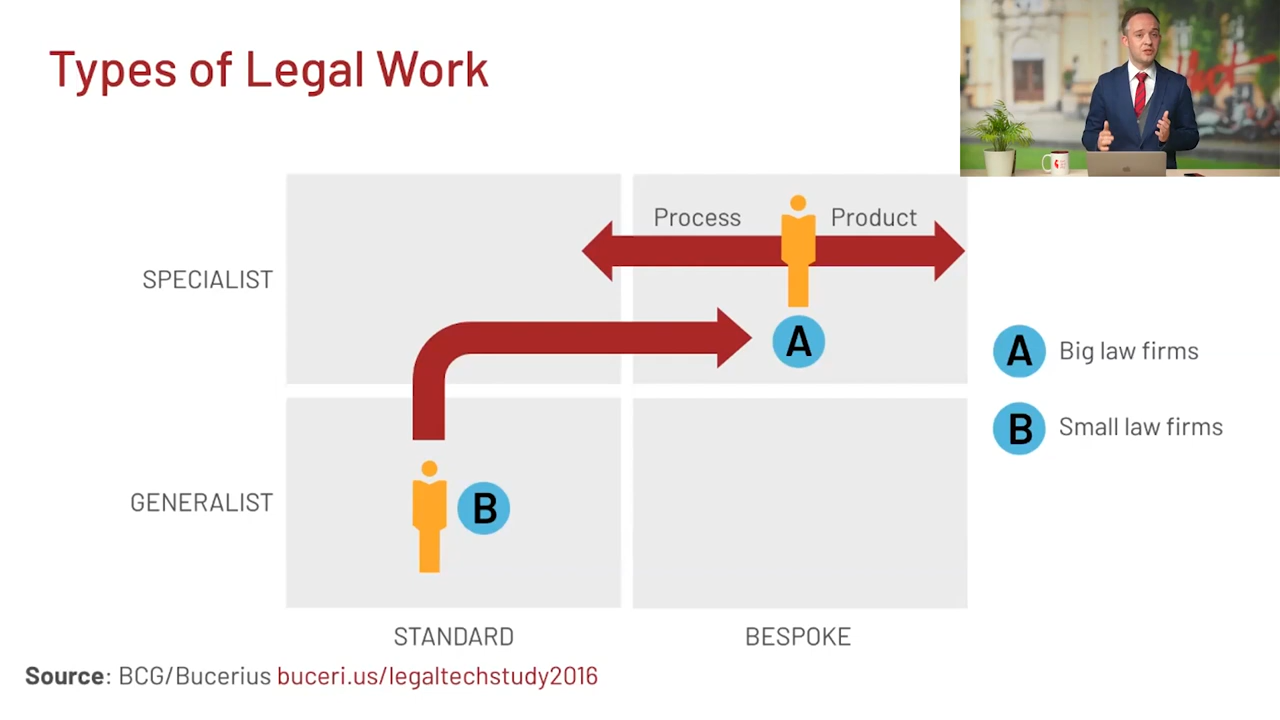 Types of Legal Work
Process
Product
SPECIALIST
A
A Big law firms
B Small law firms
GENERALIST
B
STANDARD
BESPOKE
Source: BCG/Bucerius buceri.us/legaltechstudy2016